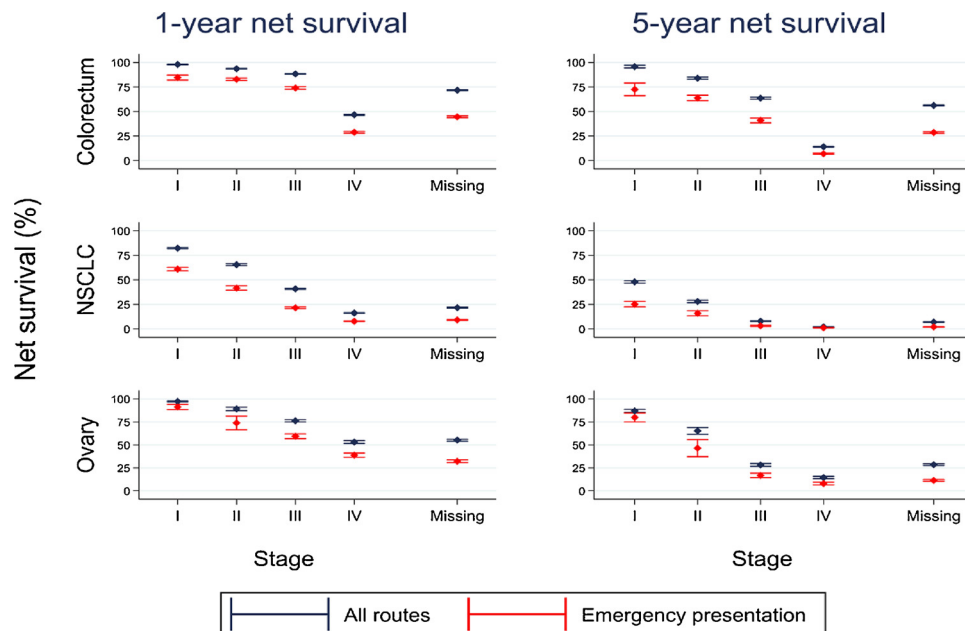 1-year net survival
5-year net survival
Net survival (%)
Colorectum
100
75
50
25
0
I II III IV Missing
100
75
50
25
0
I II III IV Missing
NSCLC
100
75
50
25
0
I II III IV Missing
100
75
50
25
0
I II III IV Missing
Ovary
100
75
50
25
0
I II III IV Missing
100
75
50
25
0
I II III IV Missing
Stage
Stage
All routes
Emergency presentation